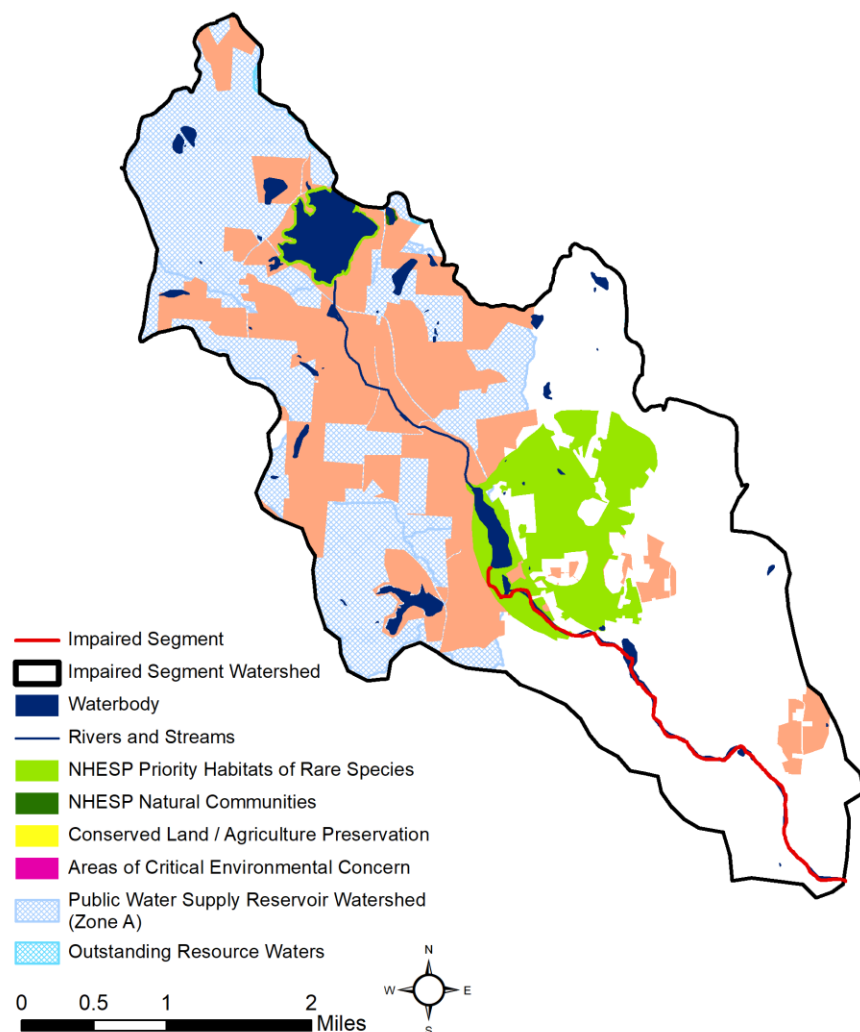 Impaired Segment
Impaired Segment Watershed
Waterbody
Rivers and Streams
NHESP Priority Habitats of Rare Species
NHESP Natural Communities
Conserved Land / Agriculture Preservation
Areas of Critical Environmental Concern
Public Water Supply Reservoir Watershed
(Zone A)
Outstanding Resource Waters
N
W E
S
0 0.5 1 2
Miles